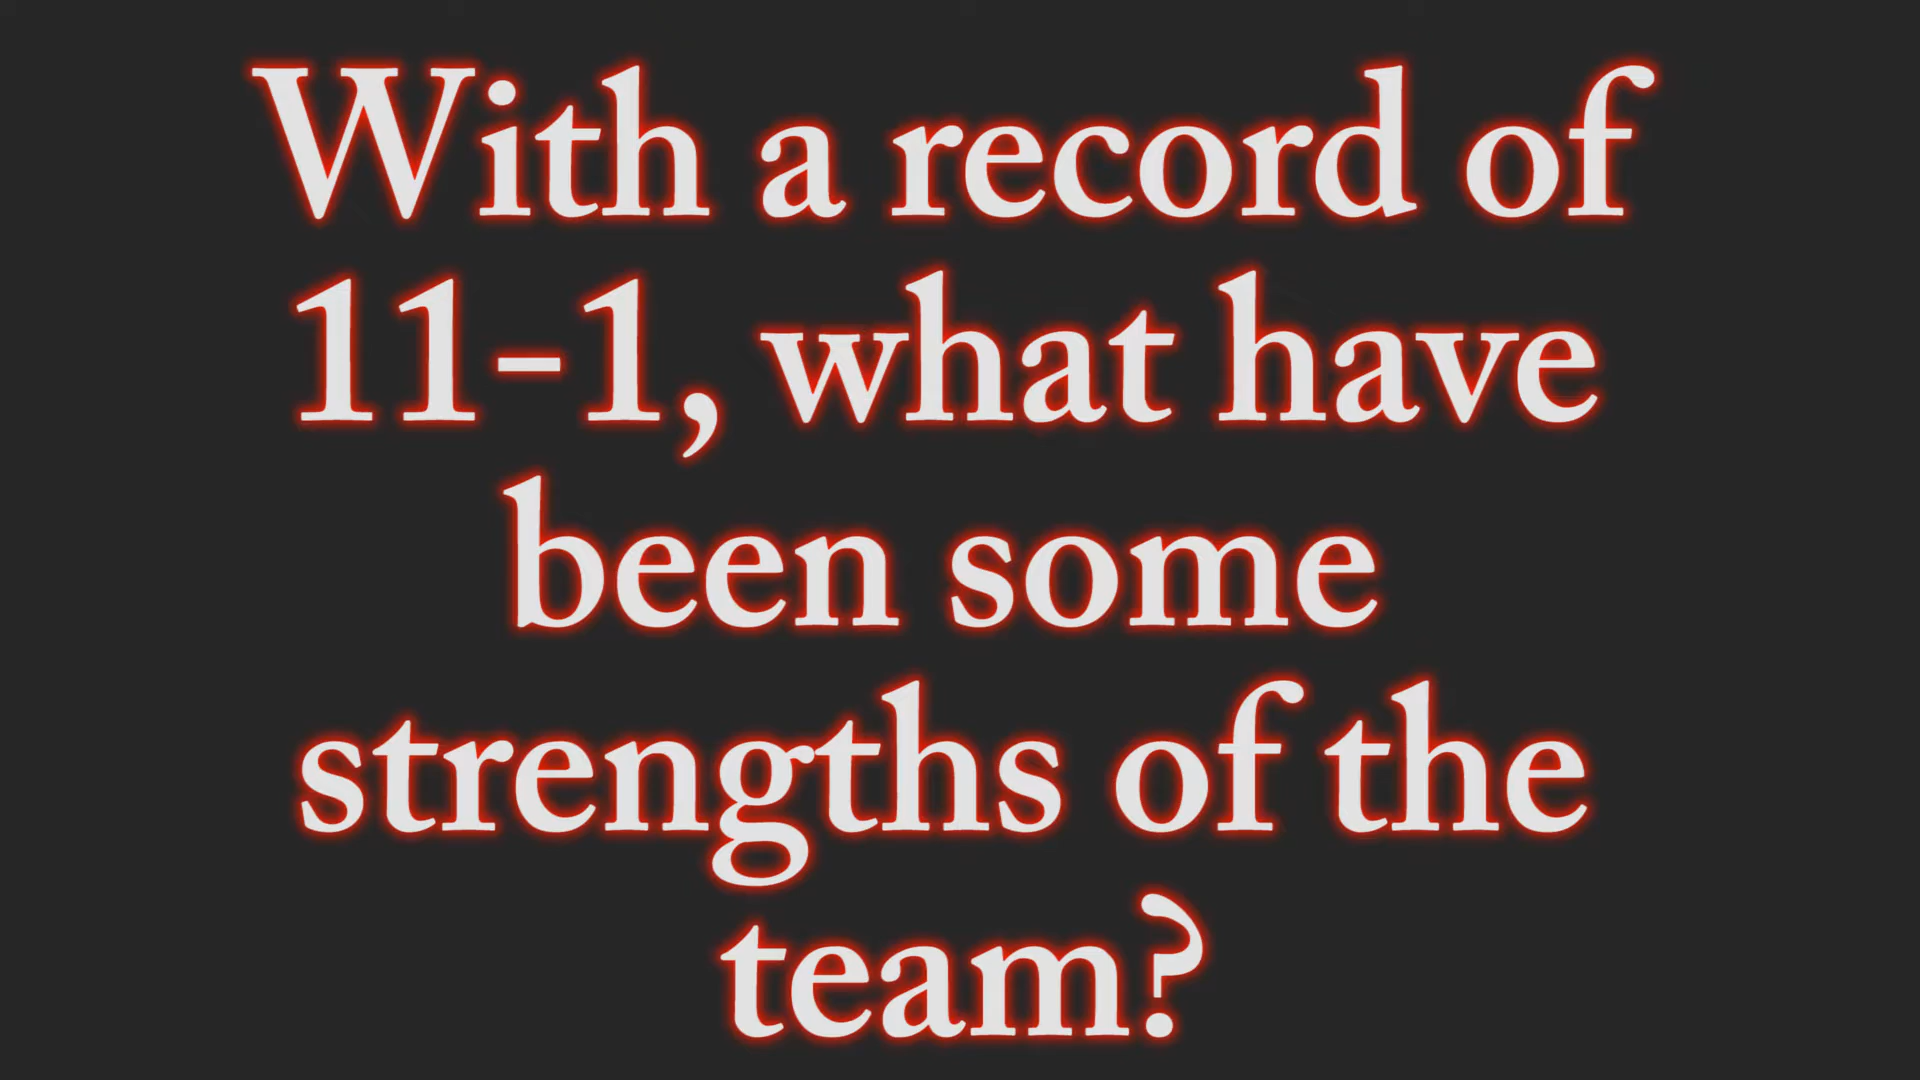 With a record of
11-1, what have
been some
strengths of the
team?